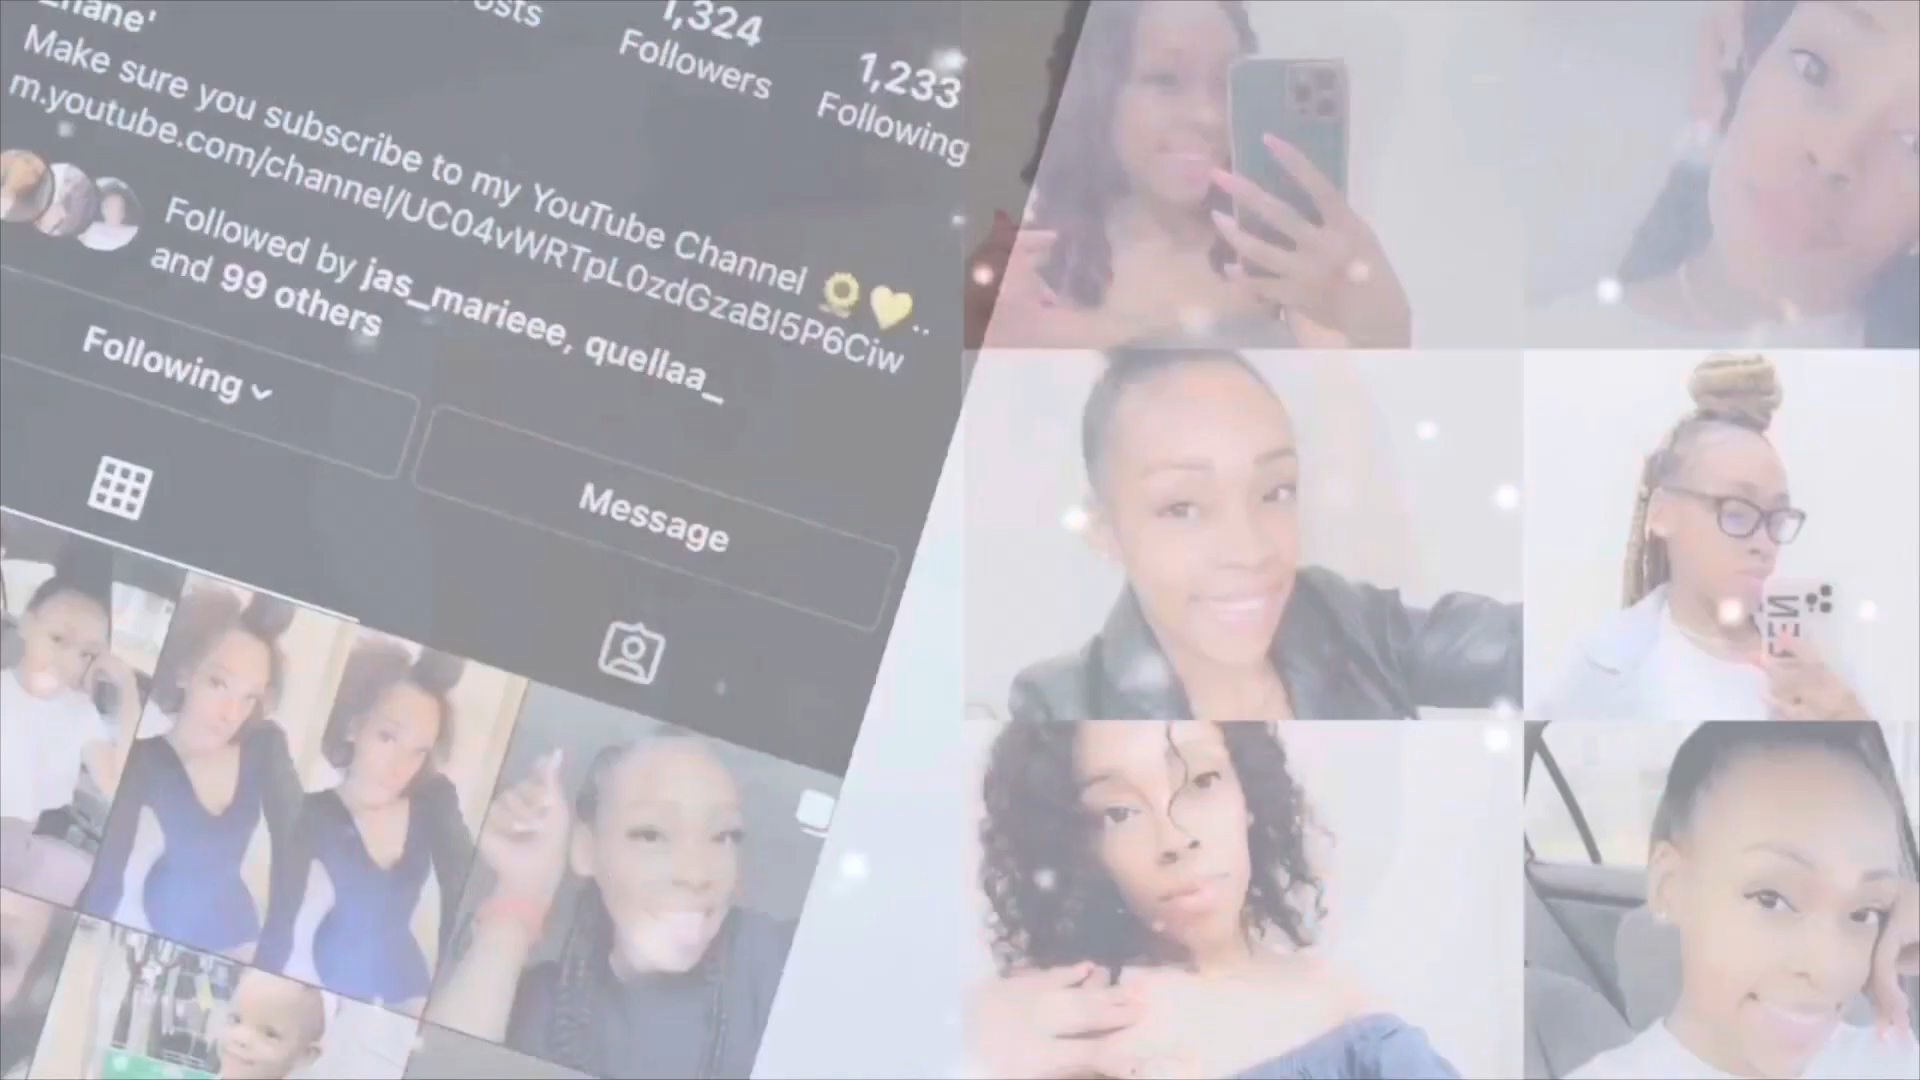 1,324
Followers
1,233
Following
Make sure you subscribe to my YouTube Channel 🌻💛..
m.youtube.com/channel/UC04vWRTpL0zdGzaBI5P6Ciw
Followed by jas_marieee, quellaa_
and 99 others
Following
Message